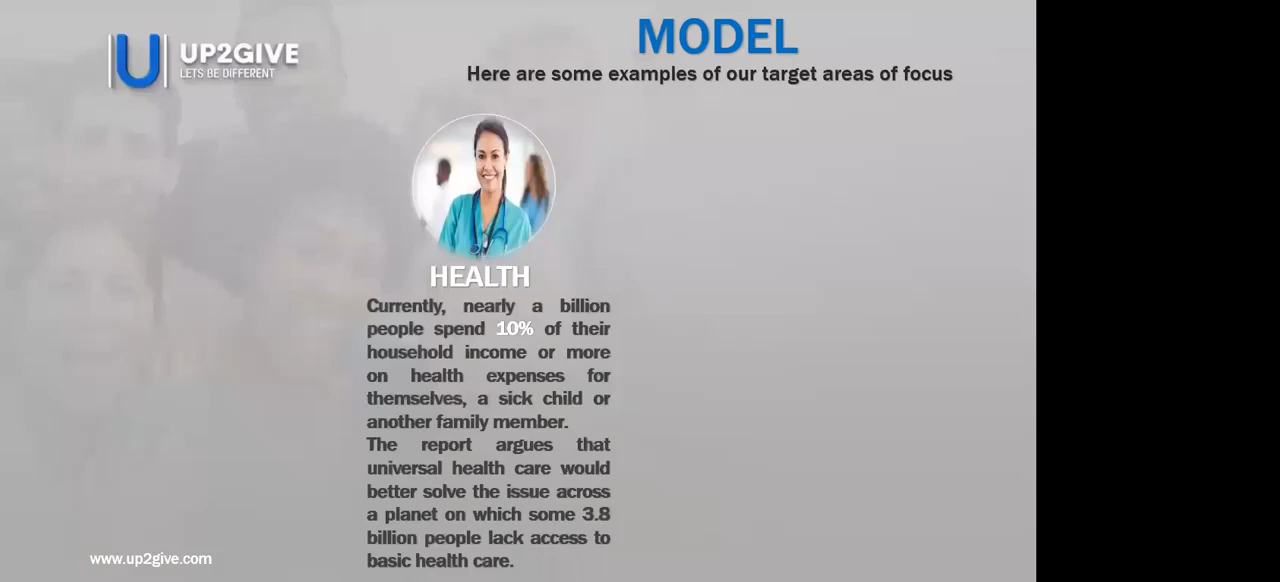 UP2GIVE
LETS BE DIFFERENT
MODEL
Here are some examples of our target areas of focus
HEALTH
Currently, nearly a billion
people spend 10% of their
household income or more
on health expenses for
themselves, a sick child or
another family member.
The report argues that
universal health care would
better solve the issue across
a planet on which some 3.8
billion people lack access to
basic health care.
www.up2give.com